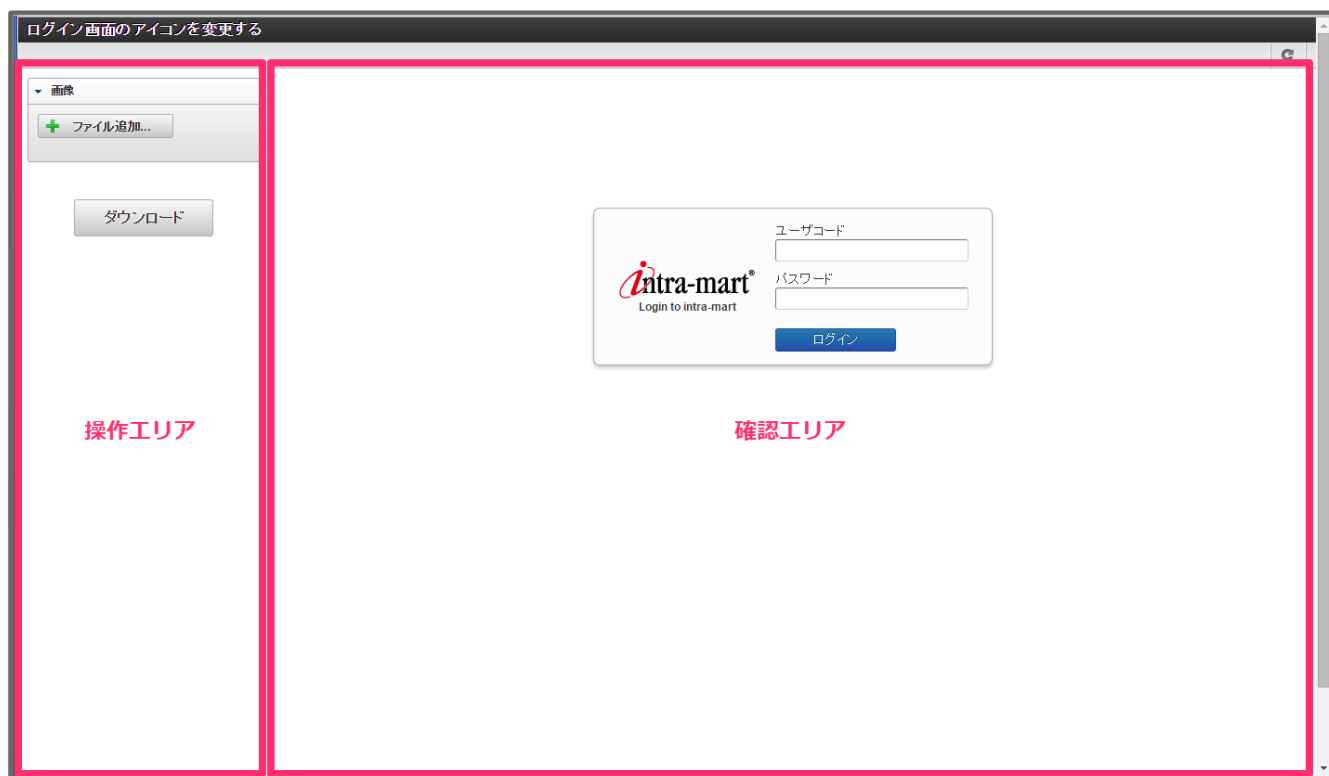 ログイン画面のアイコンを変更する
画像
ファイル追加...
ダウンロード
操作エリア
ユーザコード
intra-mart®
Login to intra-mart
パスワード
ログイン
確認エリア